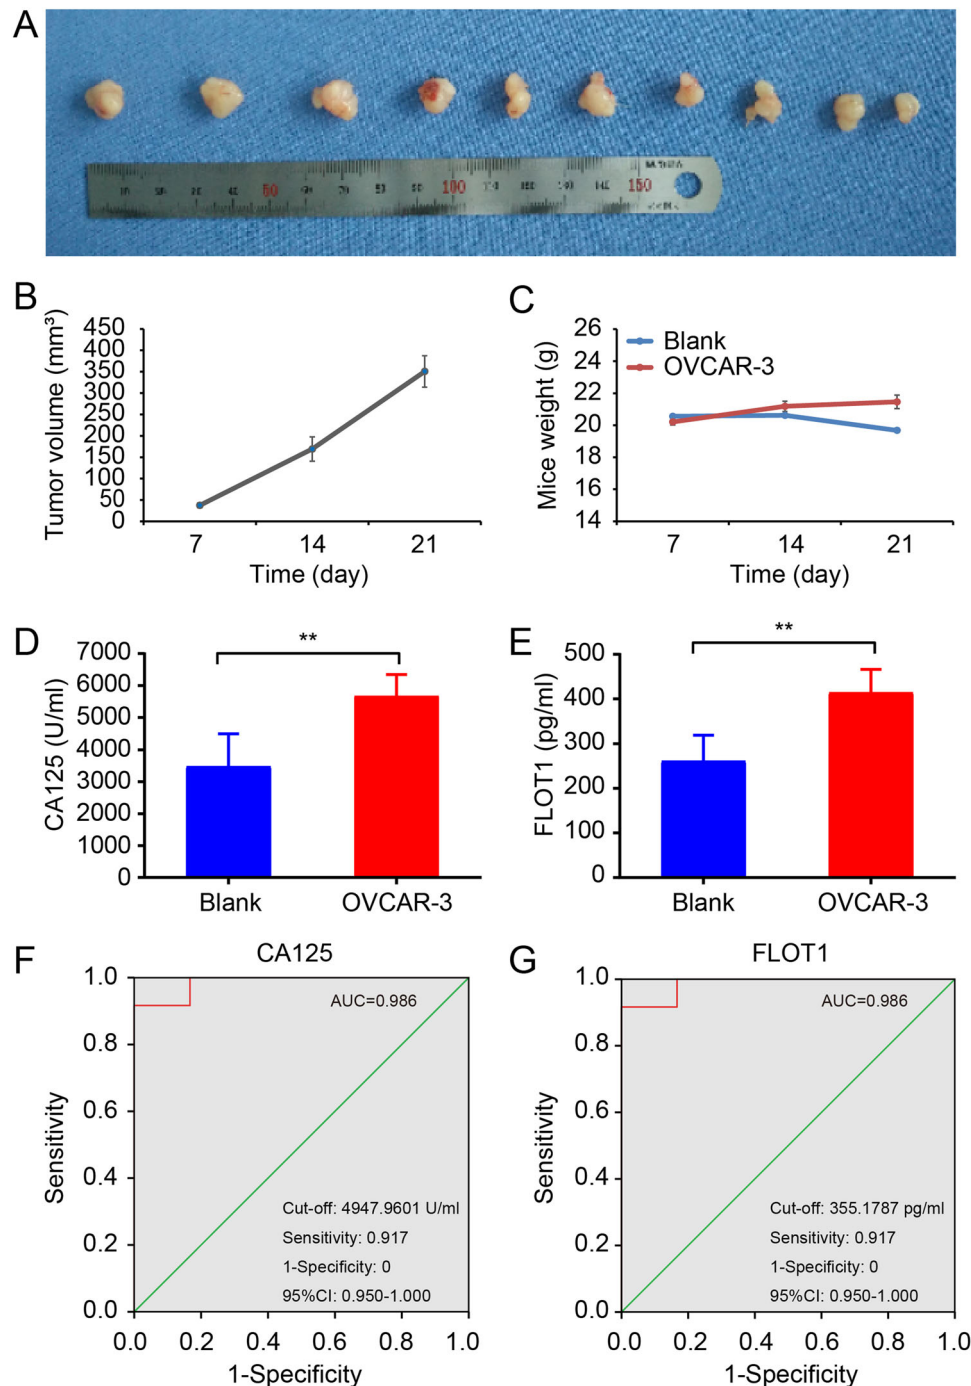 A
10
40
50
70
100
150
B
Tumor volume (mm³)
450
400
350
300
250
200
150
100
50
0
7
14
21
Time (day)
C
Mice weight (g)
26
24
22
20
18
16
14
Blank
OVCAR-3
7
14
21
Time (day)
D
CA125 (U/ml)
7000
6000
5000
4000
3000
2000
1000
0
**
Blank
OVCAR-3
E
FLOT1 (pg/ml)
500
400
300
200
100
0
**
Blank
OVCAR-3
F
CA125
Sensitivity
1.0
0.8
0.6
0.4
0.2
0.0
AUC=0.986
Cut-off: 4947.9601 U/ml
Sensitivity: 0.917
1-Specificity: 0
95%CI: 0.950-1.000
0.0 0.2 0.4 0.6 0.8 1.0
1-Specificity
G
FLOT1
Sensitivity
1.0
0.8
0.6
0.4
0.2
0.0
AUC=0.986
Cut-off: 355.1787 pg/ml
Sensitivity: 0.917
1-Specificity: 0
95%CI: 0.950-1.000
0.0 0.2 0.4 0.6 0.8 1.0
1-Specificity